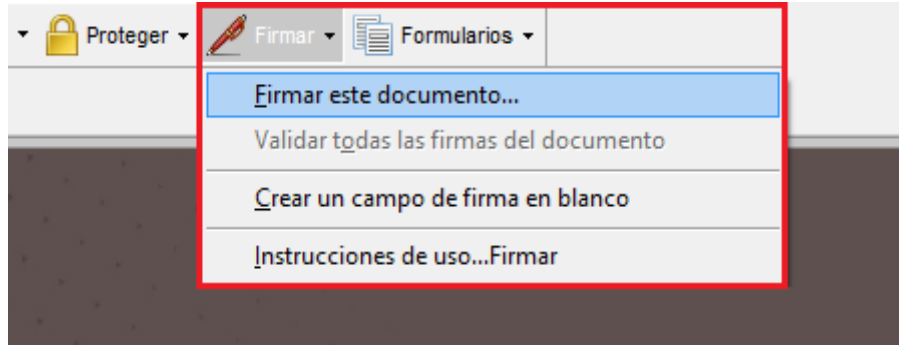 Proteger Firmar Formularios
Firmar este documento...
Validar todas las firmas del documento
Crear un campo de firma en blanco
Instrucciones de uso...Firmar